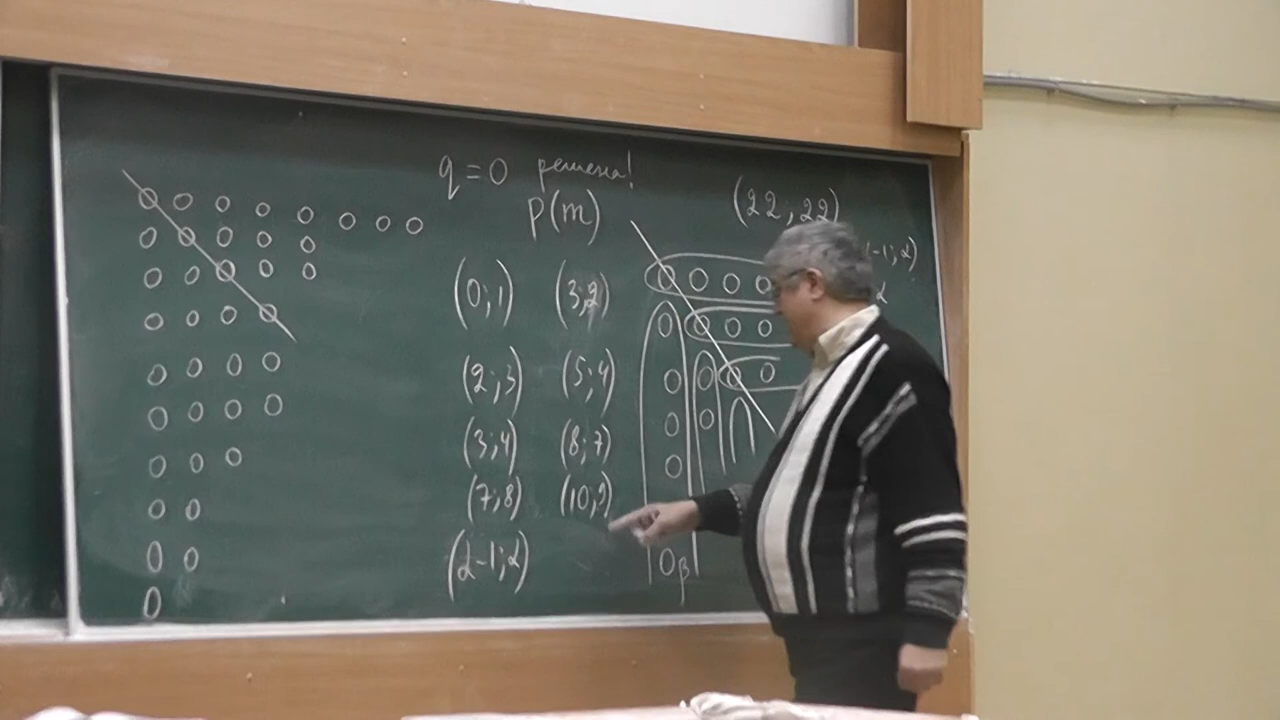 q = 0 решена!
p(m)
(22; 22)
-1; α)
α
(0; 1) (3; 2)
(2; 3) (5; 4)
(3; 4) (8; 7)
(7; 8) (10; 9)
(α-1; α)
β